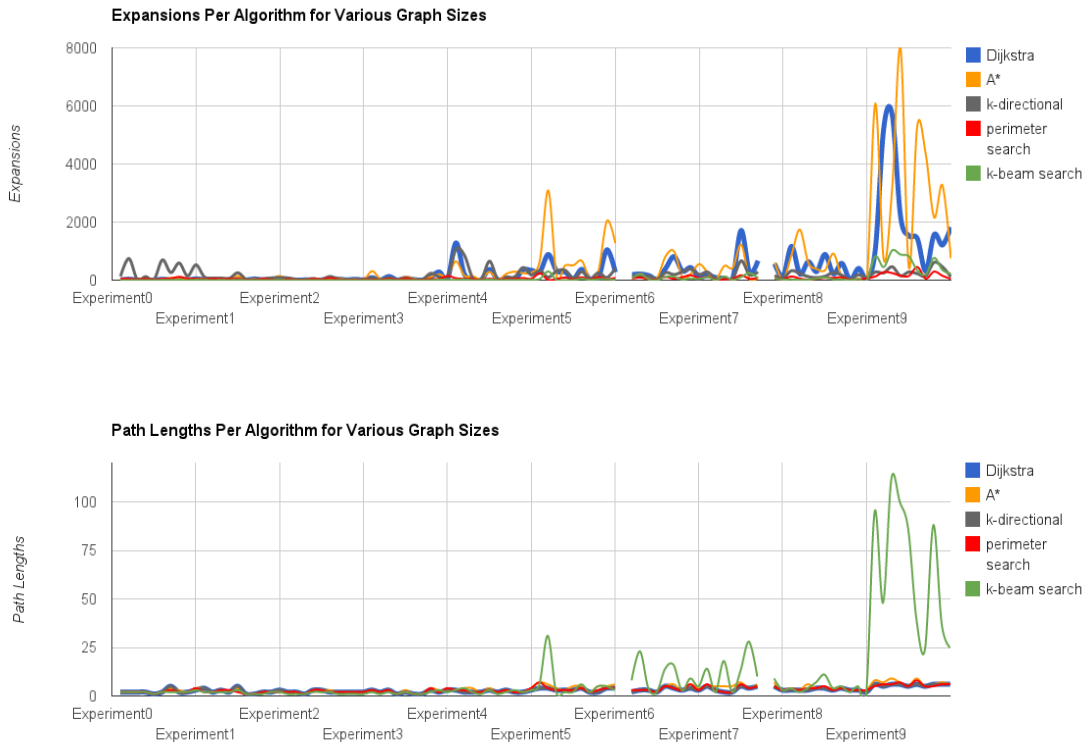 Expansions Per Algorithm for Various Graph Sizes
8000
6000
4000
2000
0
Expansions
Experiment0
Experiment1
Experiment2
Experiment3
Experiment4
Experiment5
Experiment6
Experiment7
Experiment8
Experiment9
Dijkstra
A*
k-directional
perimeter
search
k-beam search
Path Lengths Per Algorithm for Various Graph Sizes
100
75
50
25
0
Path Lengths
Experiment0
Experiment1
Experiment2
Experiment3
Experiment4
Experiment5
Experiment6
Experiment7
Experiment8
Experiment9
Dijkstra
A*
k-directional
perimeter
search
k-beam search